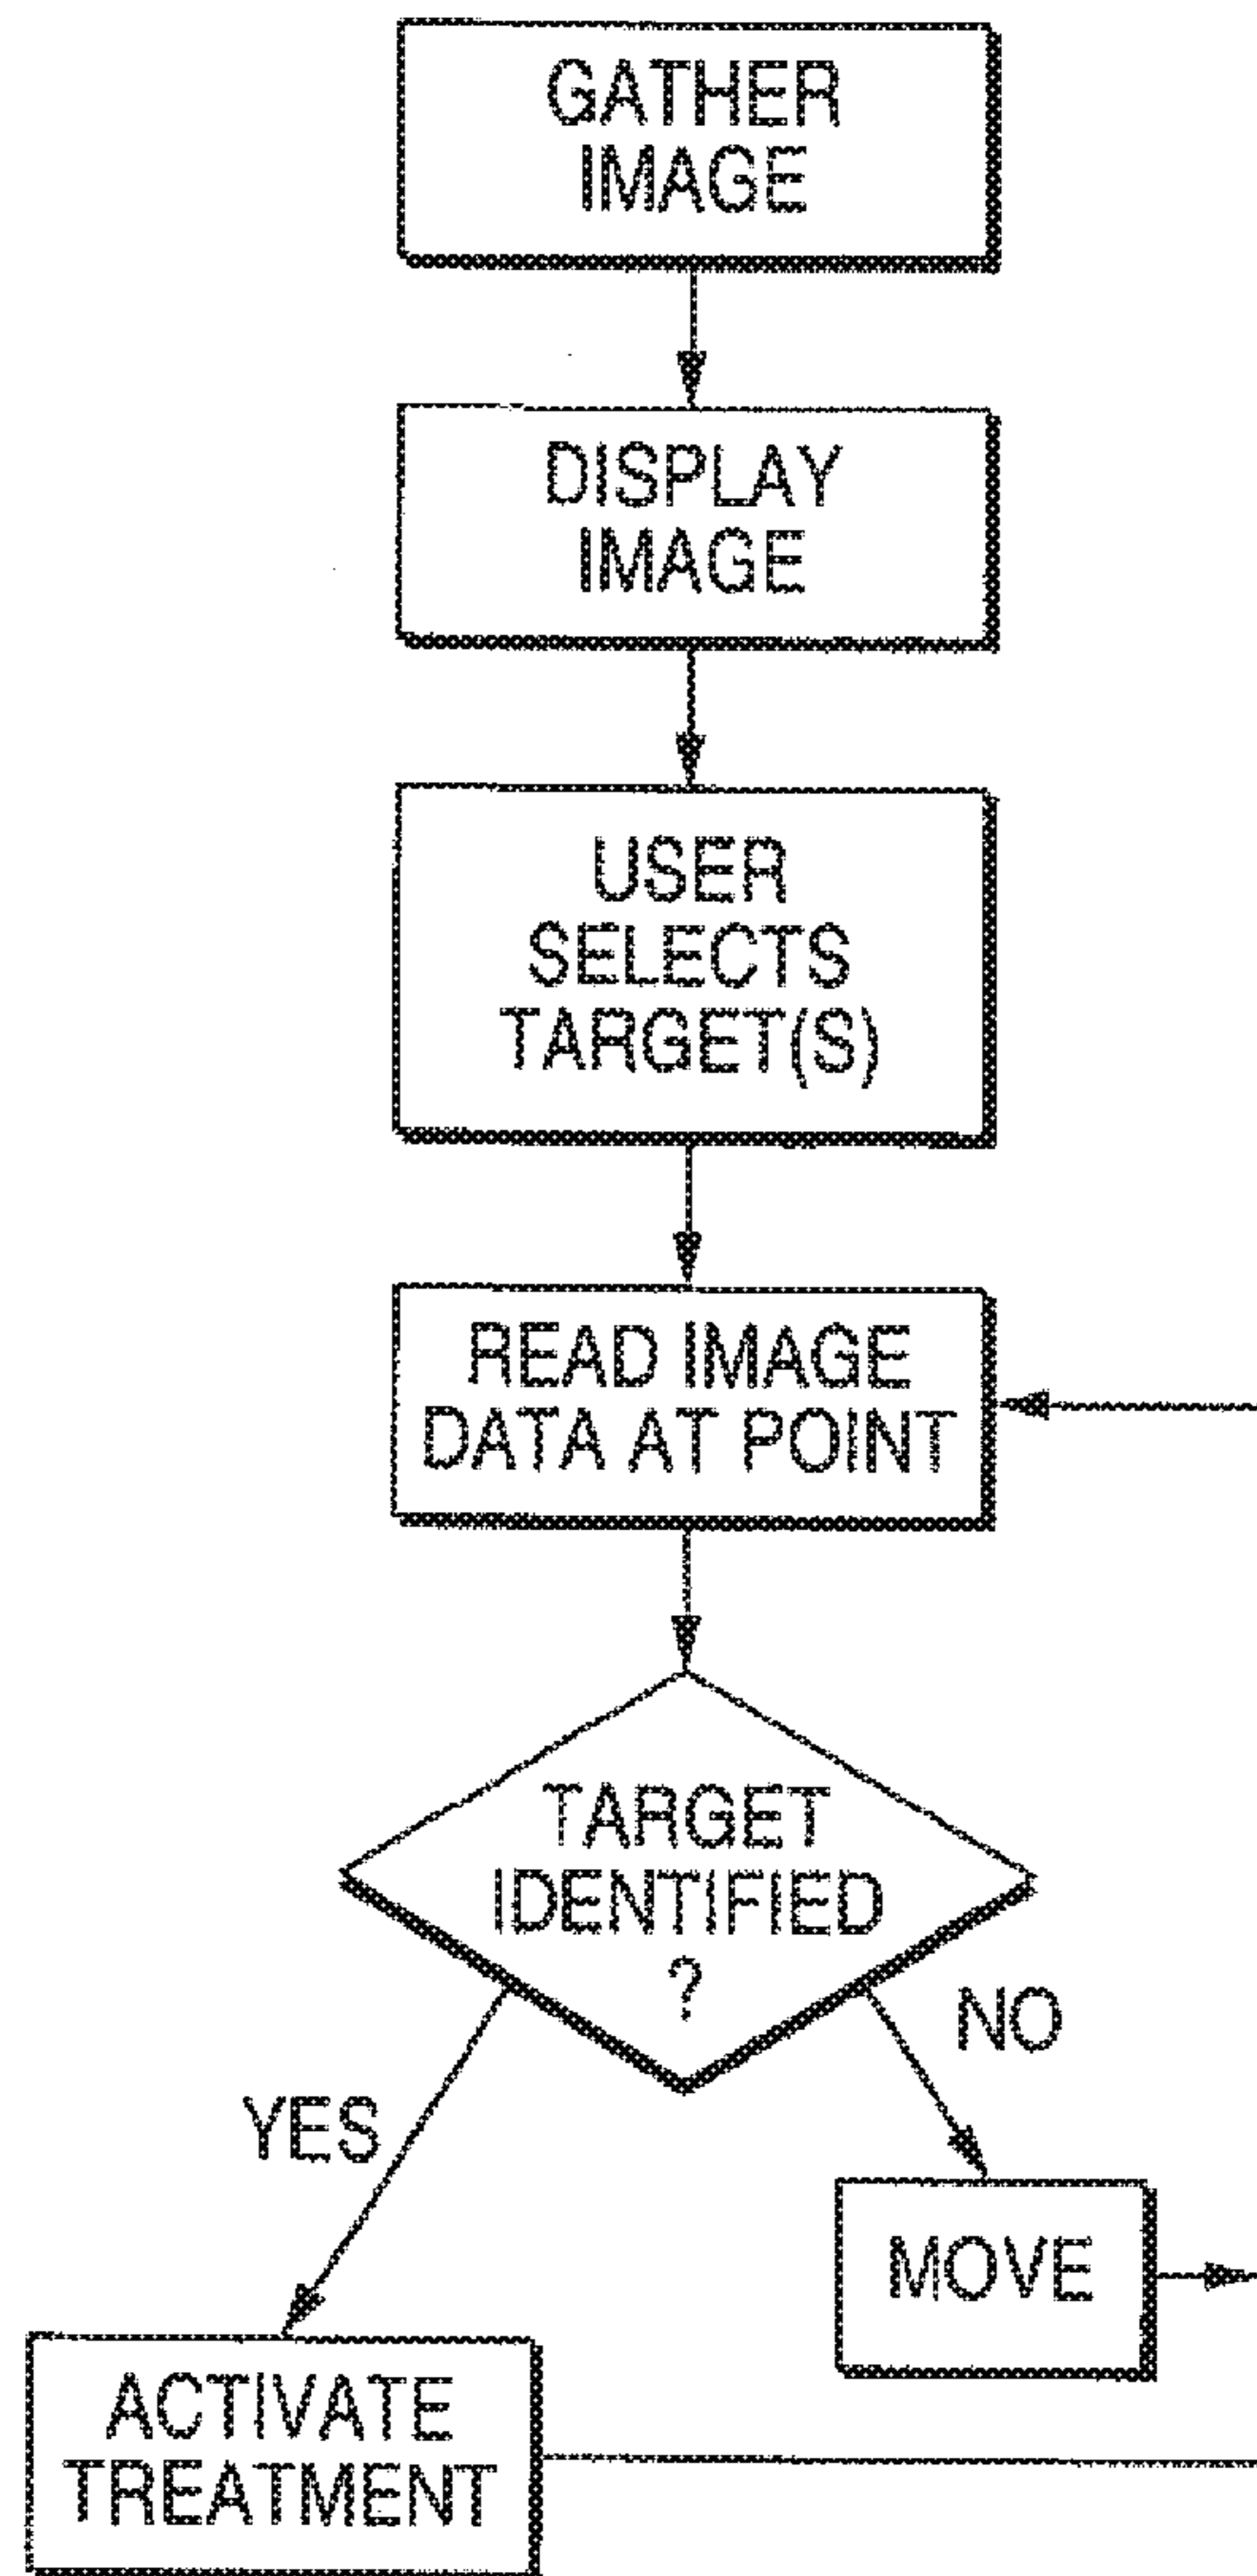 GATHER
IMAGE
DISPLAY
IMAGE
USER
SELECTS
TARGET(S)
READ IMAGE
DATA AT POINT
TARGET
IDENTIFIED
?
NO
YES
MOVE
ACTIVATE
TREATMENT